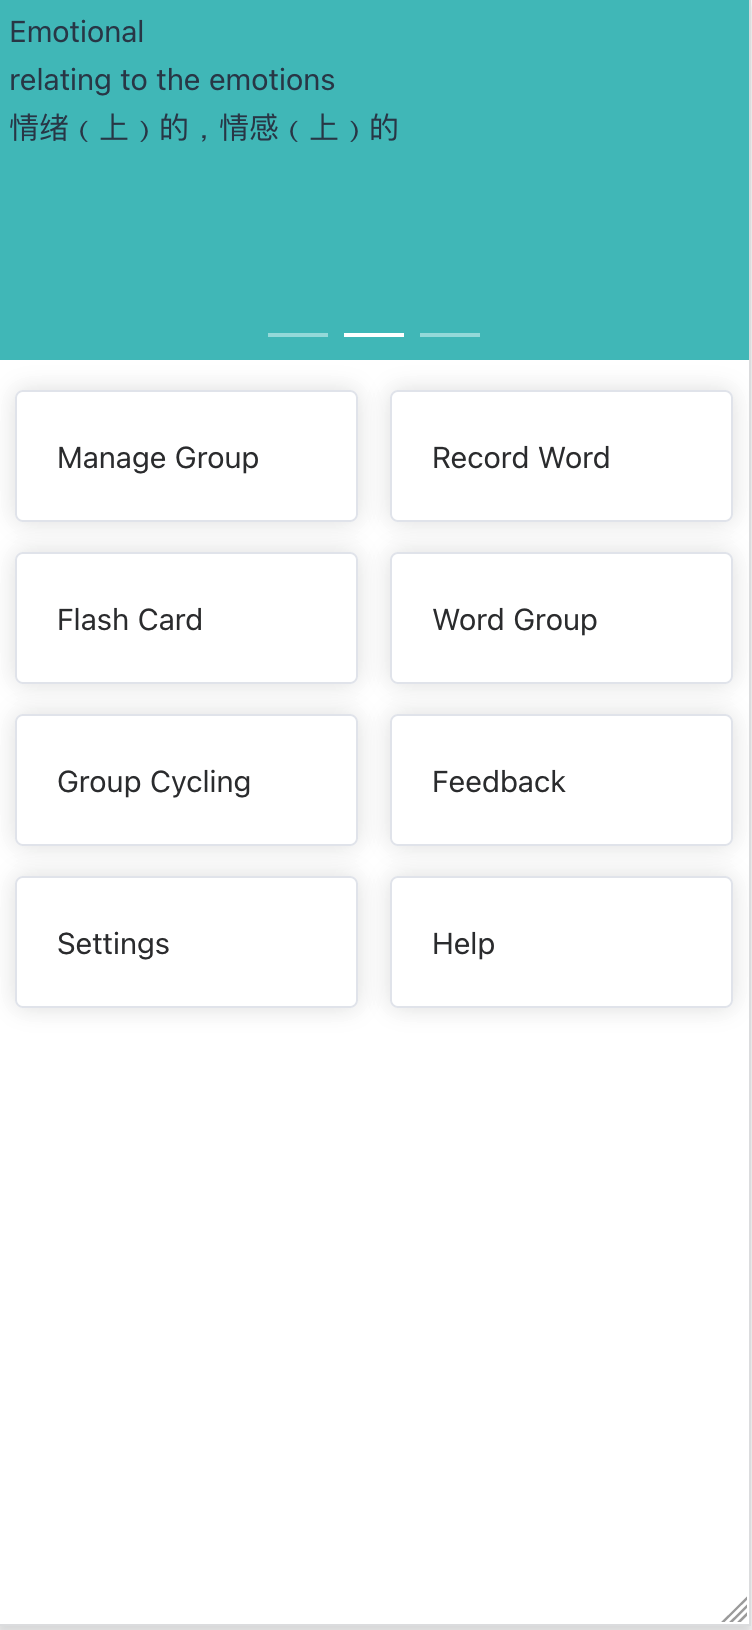 Emotional
relating to the emotions
情绪（上）的，情感（上）的
Manage Group
Record Word
Flash Card
Word Group
Group Cycling
Feedback
Settings
Help